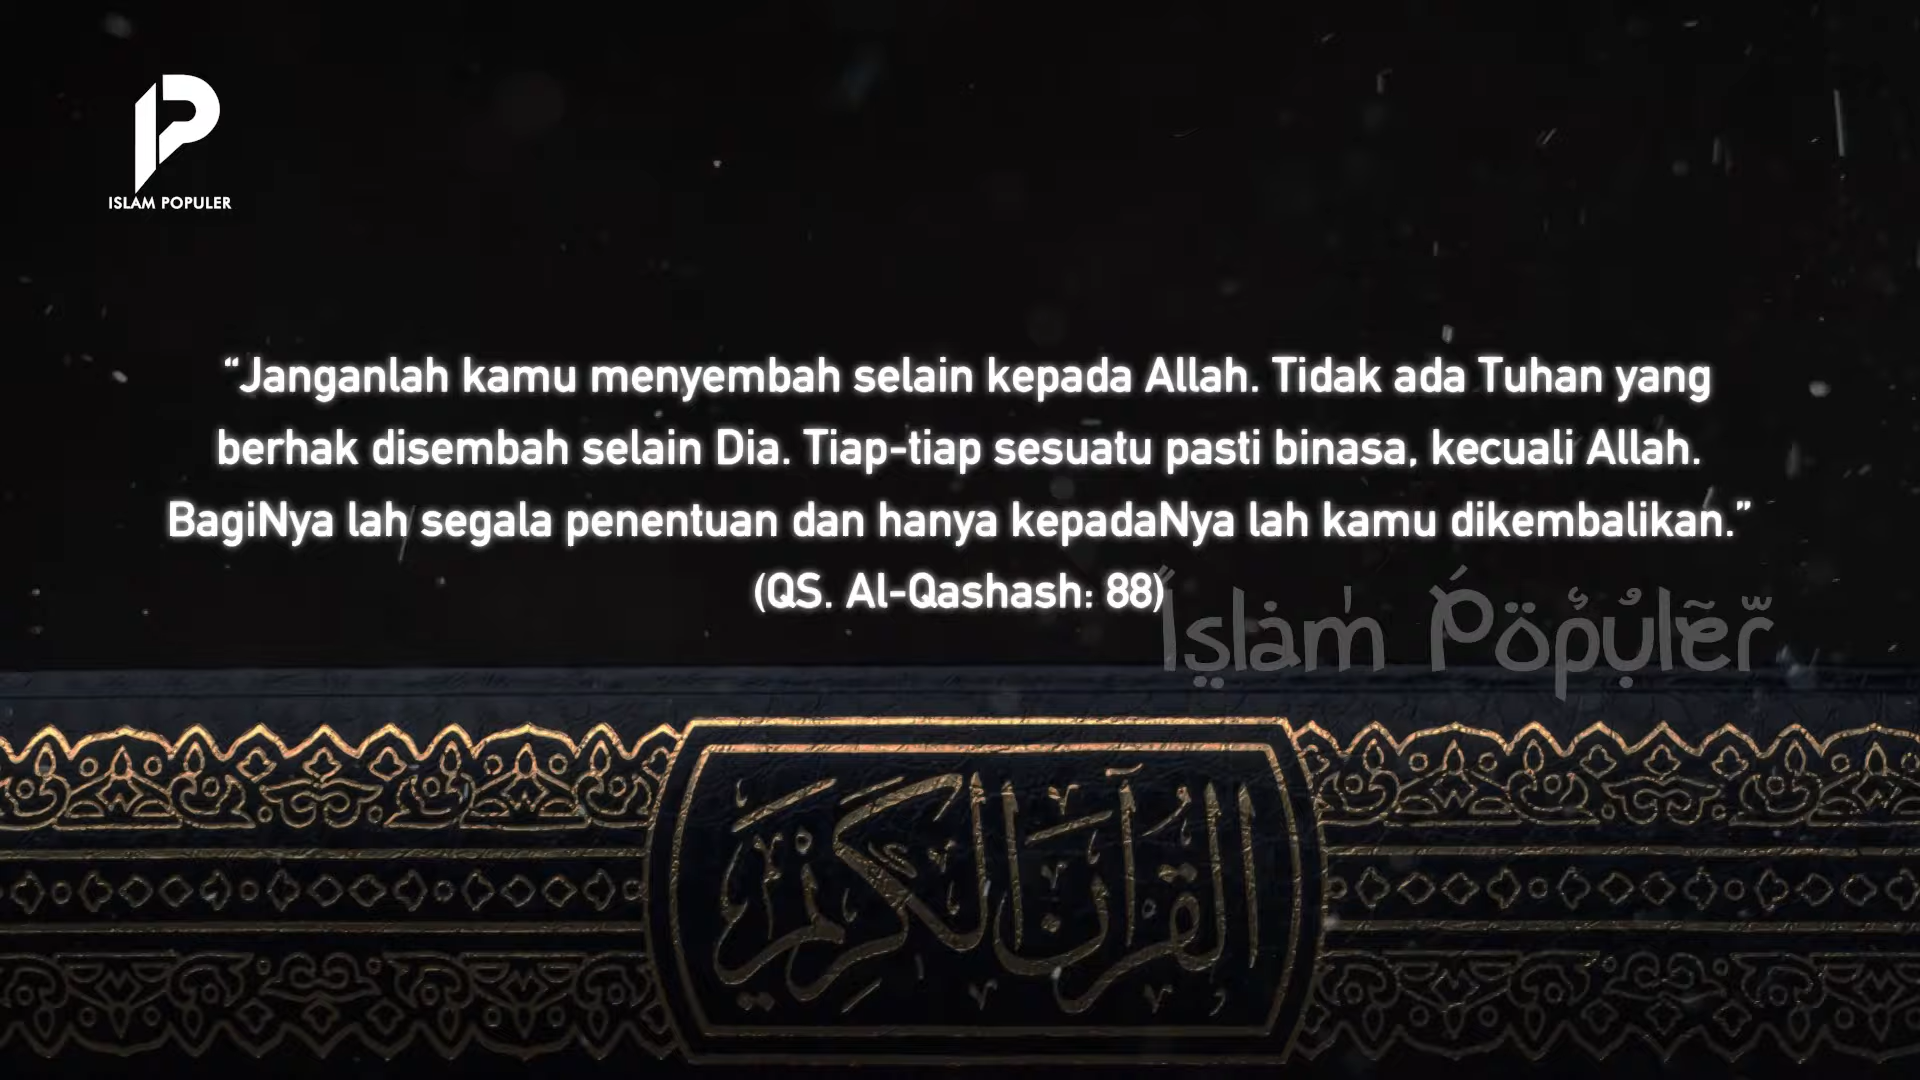 ISLAM POPULER
“Janganlah kamu menyembah selain kepada Allah. Tidak ada Tuhan yang
berhak disembah selain Dia. Tiap-tiap sesuatu pasti binasa, kecuali Allah.
BagiNya lah segala penentuan dan hanya kepadaNya lah kamu dikembalikan.”
(QS. Al-Qashash: 88)
Islam Populer
القرآن الكريم